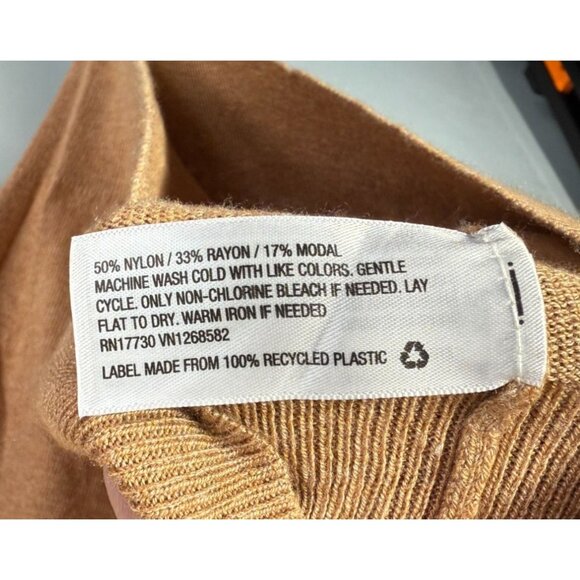 50% NYLON / 33% RAYON / 17% MODAL
MACHINE WASH COLD WITH LIKE COLORS. GENTLE
CYCLE. ONLY NON-CHLORINE BLEACH IF NEEDED. LAY
FLAT TO DRY. WARM IRON IF NEEDED
RN17730 VN1268582
LABEL MADE FROM 100% RECYCLED PLASTIC